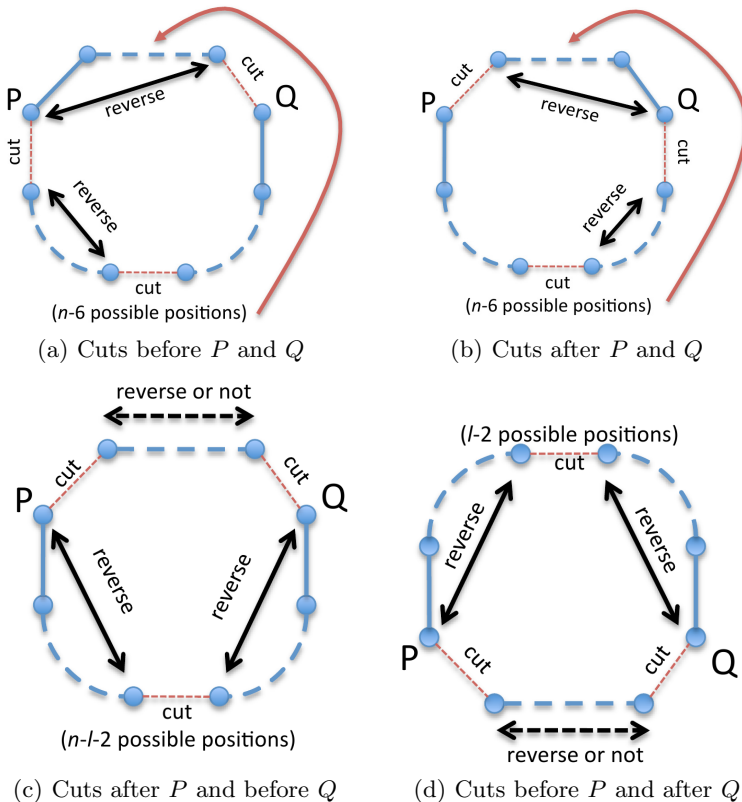 cut
P
Q
reverse
cut
reverse
cut
(n-6 possible positions)
(a) Cuts before P and Q
cut
P
Q
reverse
cut
reverse
cut
(n-6 possible positions)
(b) Cuts after P and Q
reverse or not
cut
cut
P
Q
reverse
reverse
cut
(n-l-2 possible positions)
(c) Cuts after P and before Q
(l-2 possible positions)
cut
reverse
reverse
P
Q
cut
cut
reverse or not
(d) Cuts before P and after Q